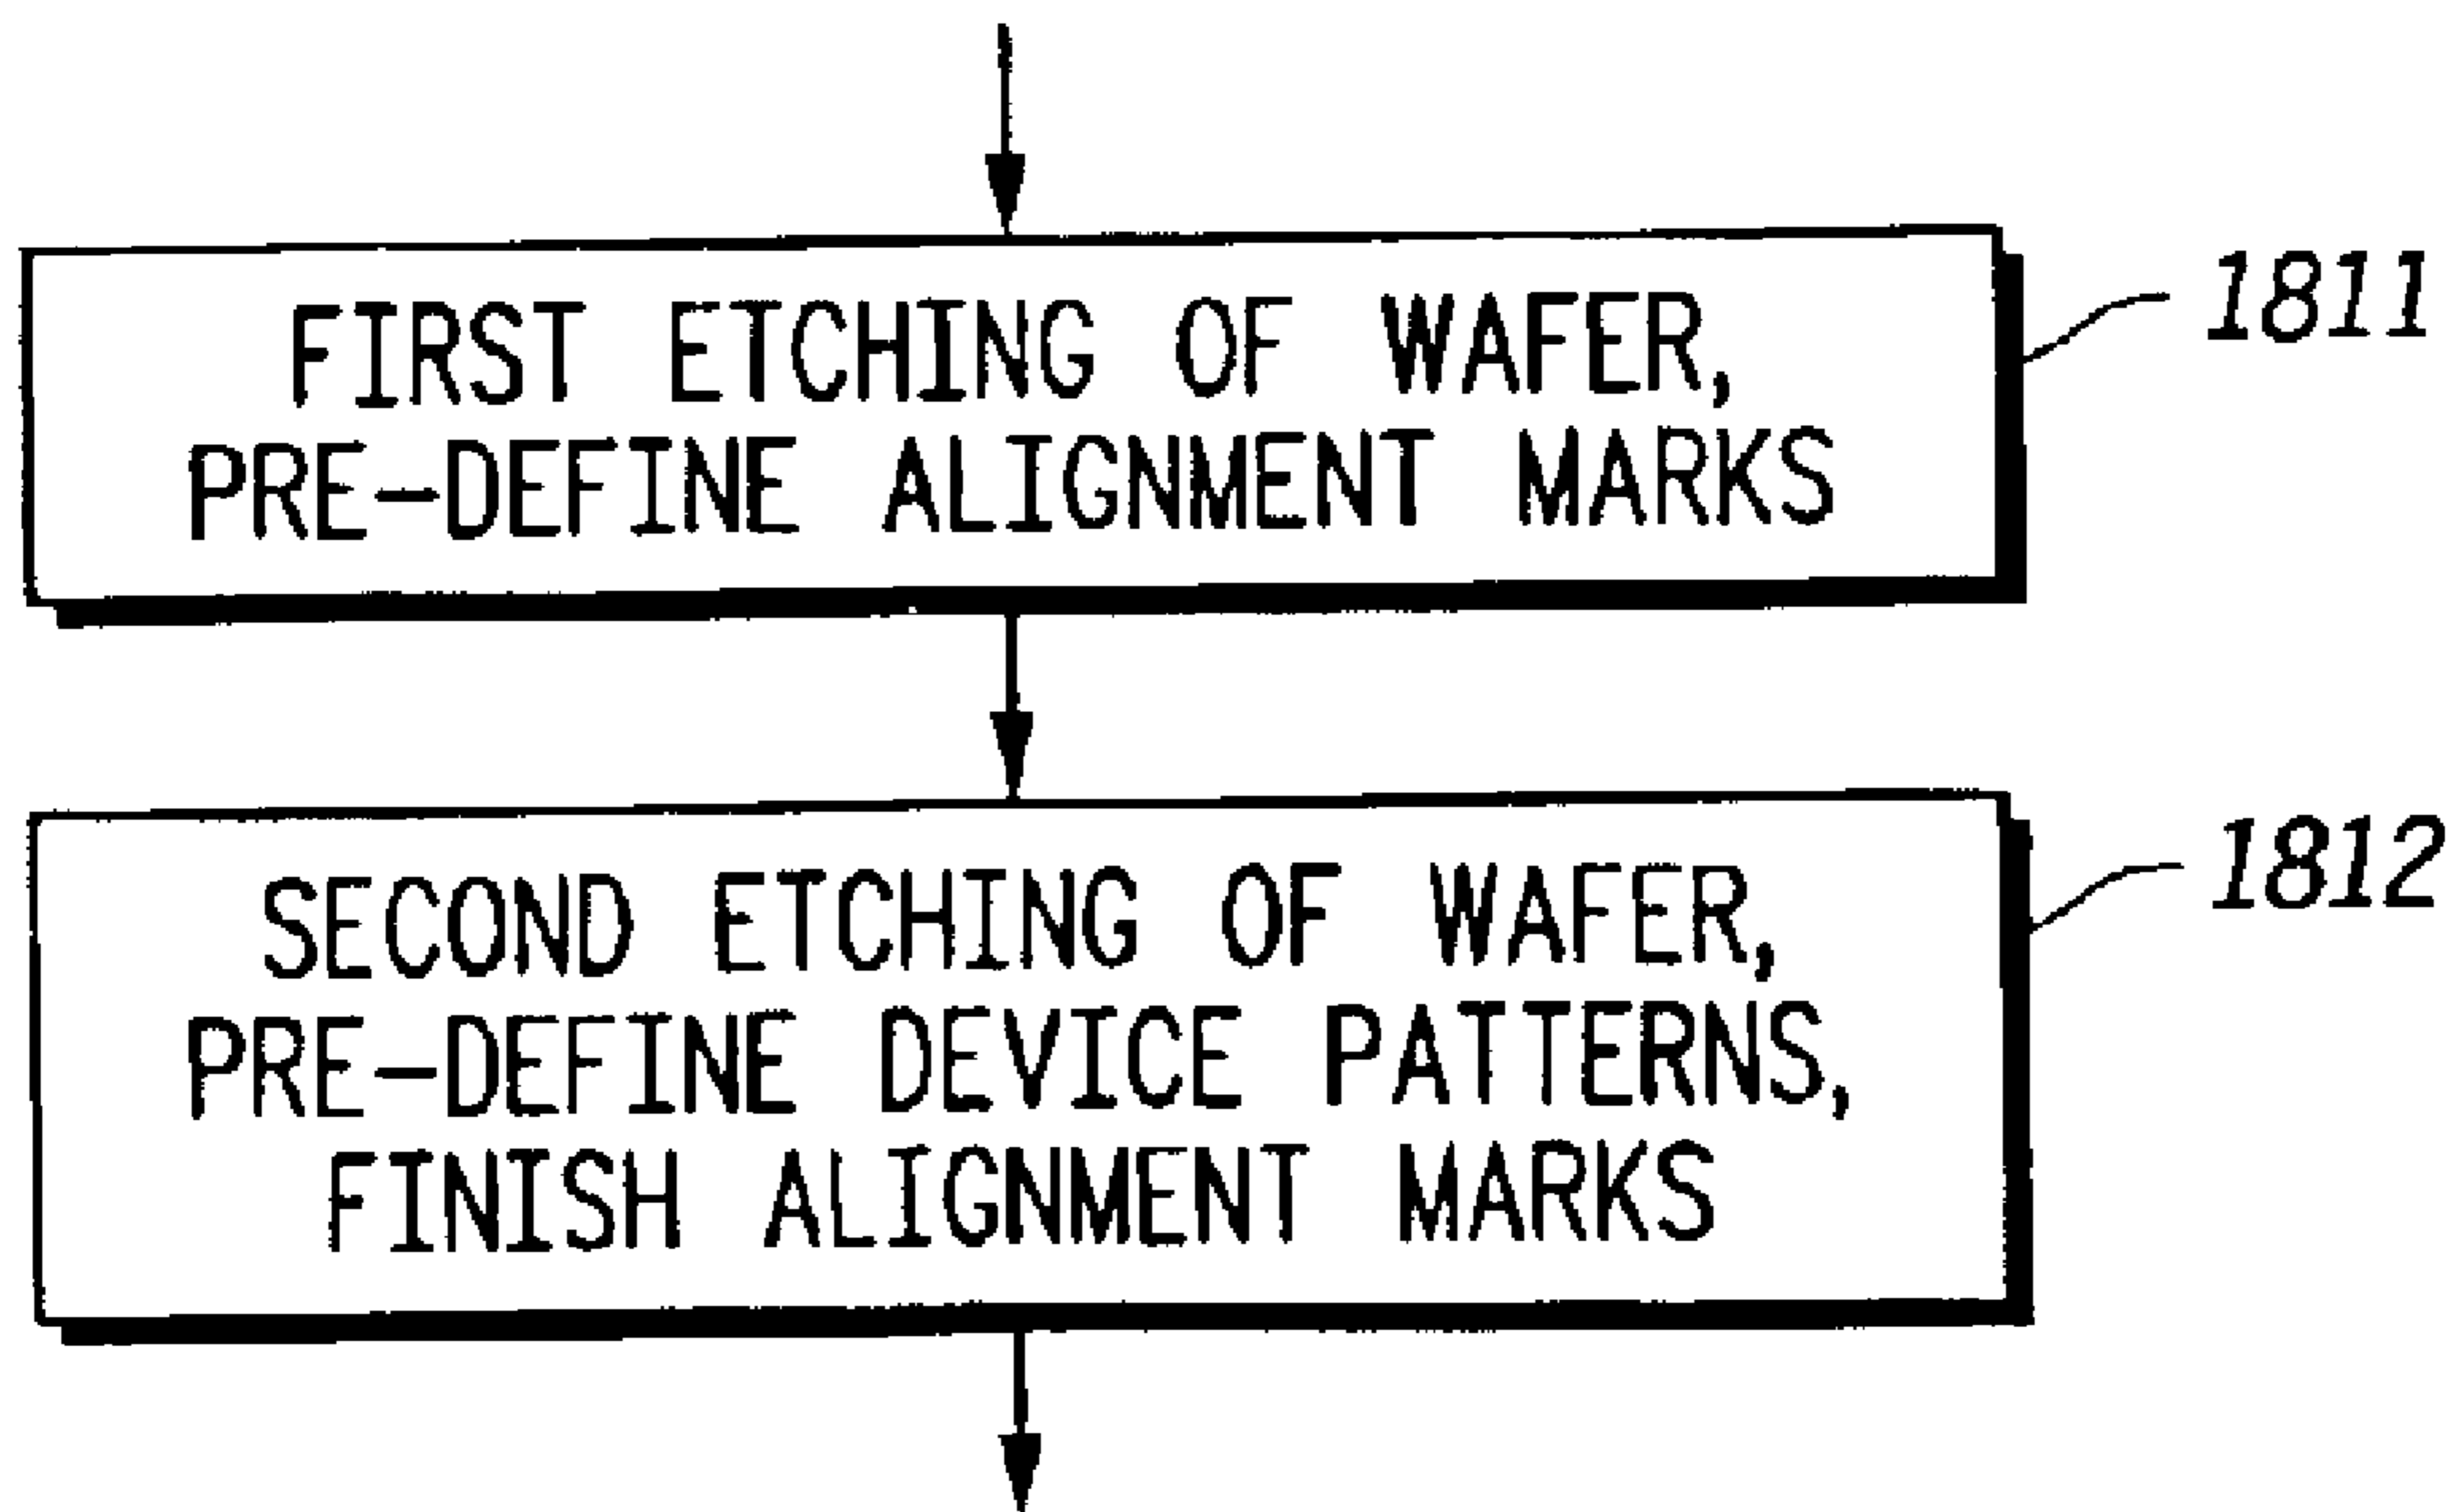 FIRST ETCHING OF WAFER,
PRE-DEFINE ALIGNMENT MARKS
1811
SECOND ETCHING OF WAFER,
PRE-DEFINE DEVICE PATTERNS,
FINISH ALIGNMENT MARKS
1812